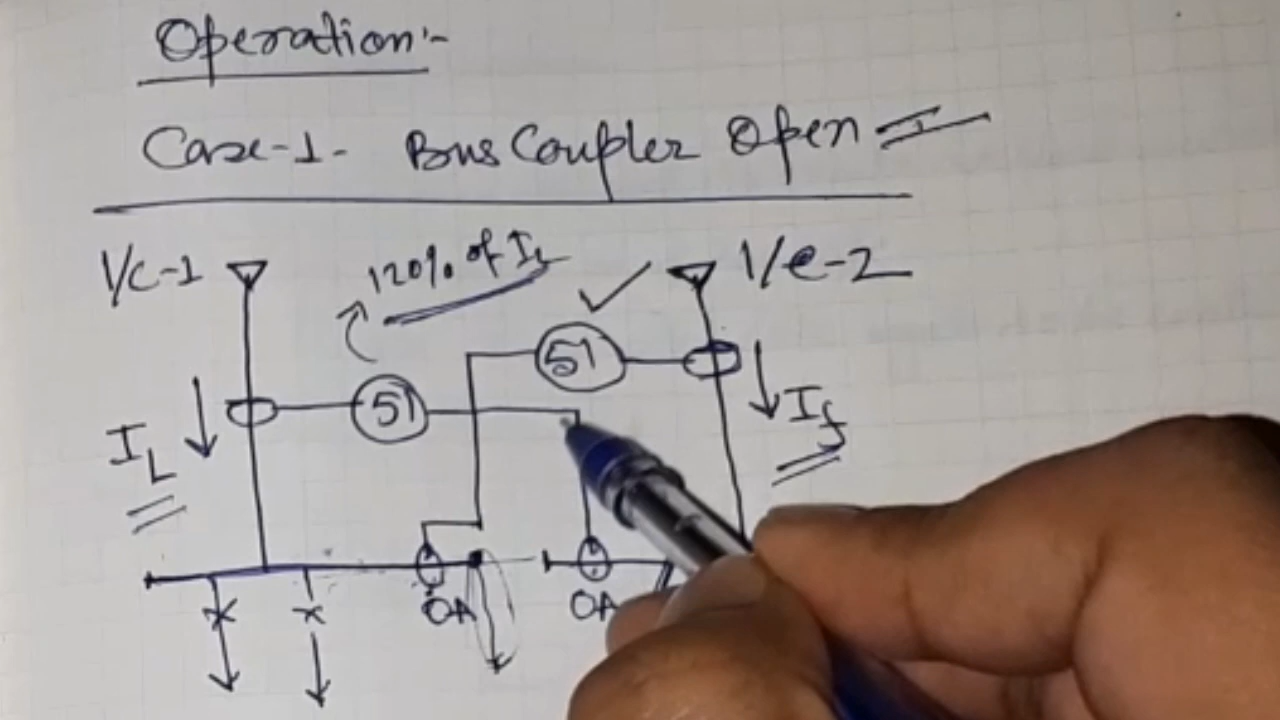 Operation:-
Case-1- Bus Coupler Open
I/C-1
120% of IL
I/C-2
51
51
IL
If
OA
OA